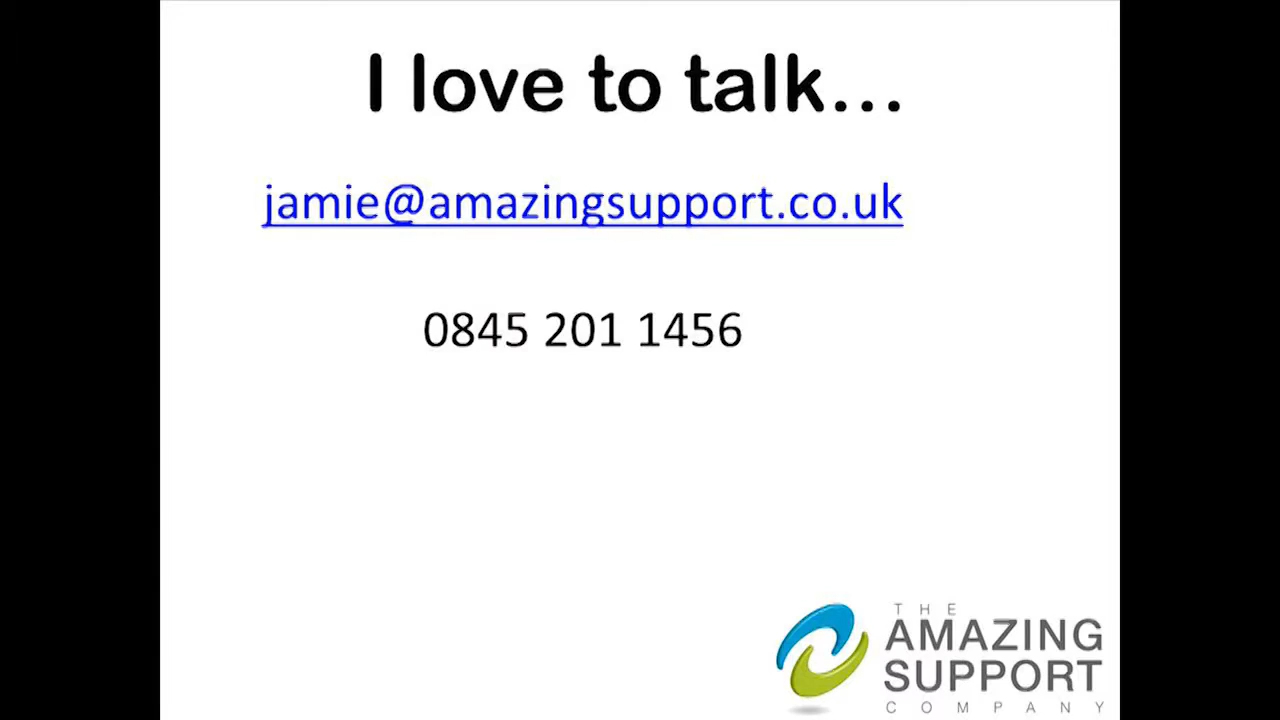 I love to talk...
jamie@amazingsupport.co.uk
0845 201 1456
THE
AMAZING
SUPPORT
COMPANY